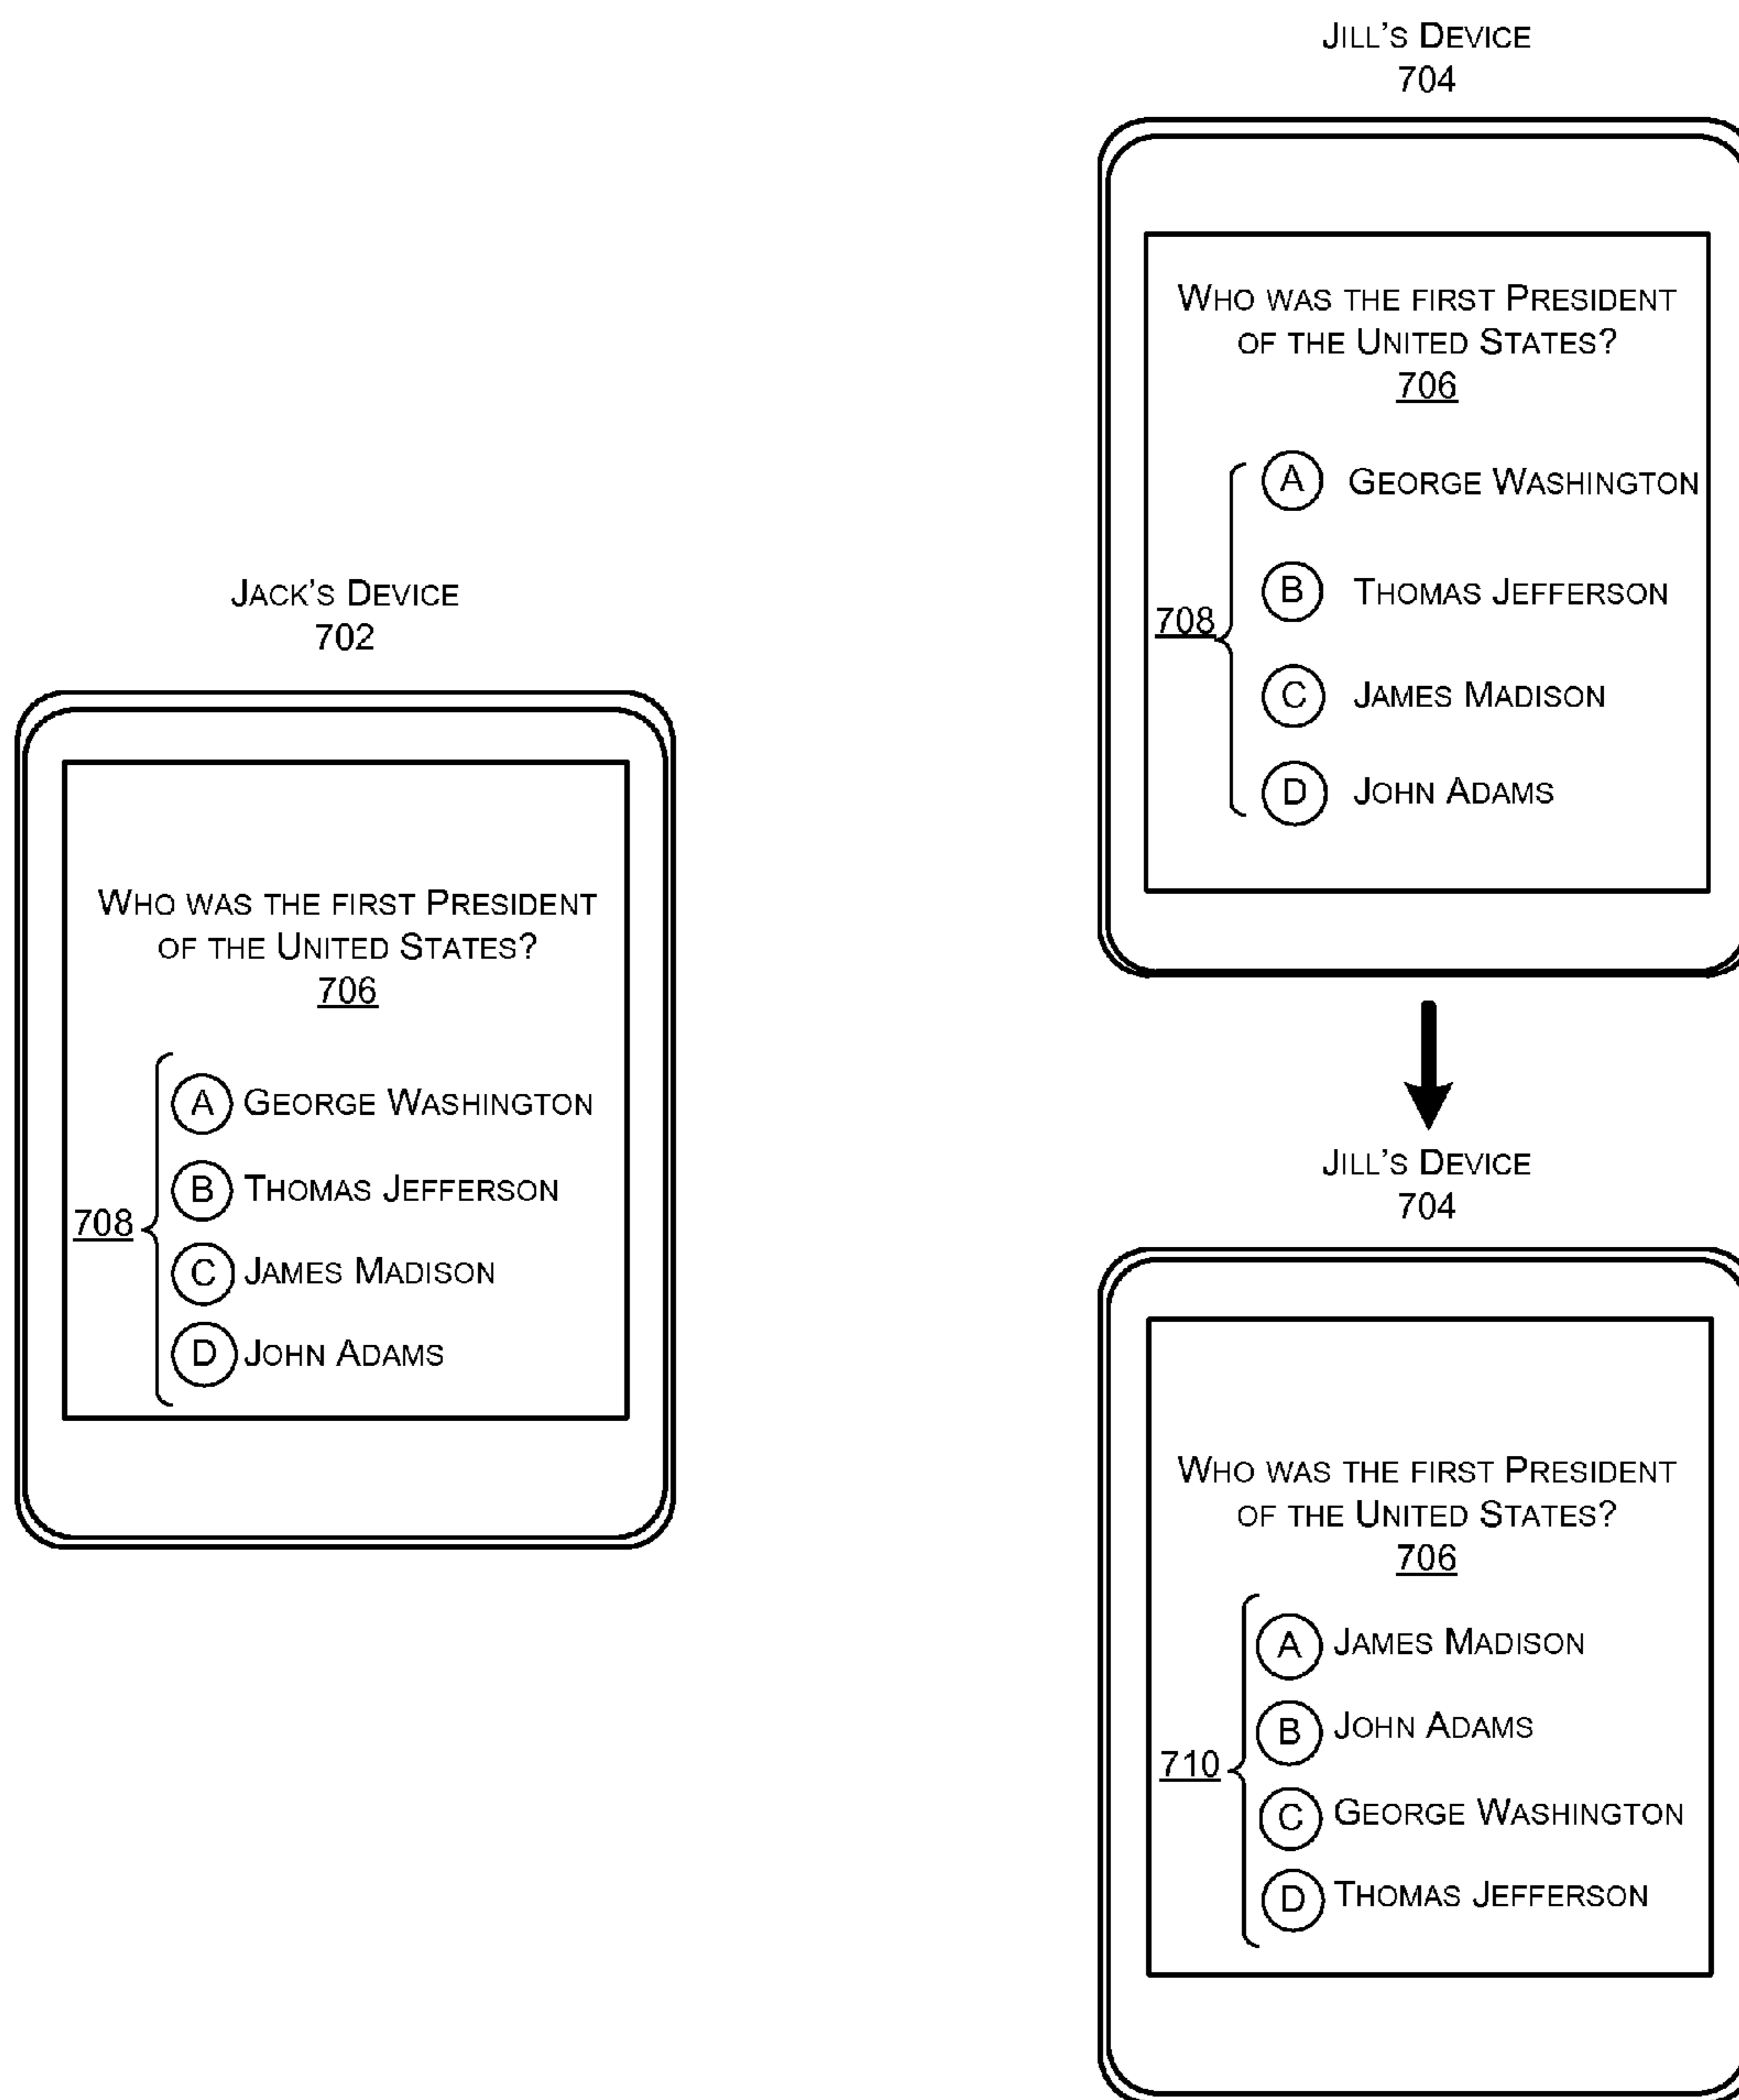 JACK'S DEVICE
702
WHO WAS THE FIRST PRESIDENT
OF THE UNITED STATES?
706
708
A GEORGE WASHINGTON
B THOMAS JEFFERSON
C JAMES MADISON
D JOHN ADAMS
JILL'S DEVICE
704
WHO WAS THE FIRST PRESIDENT
OF THE UNITED STATES?
706
708
A GEORGE WASHINGTON
B THOMAS JEFFERSON
C JAMES MADISON
D JOHN ADAMS
JILL'S DEVICE
704
WHO WAS THE FIRST PRESIDENT
OF THE UNITED STATES?
706
710
A JAMES MADISON
B JOHN ADAMS
C GEORGE WASHINGTON
D THOMAS JEFFERSON